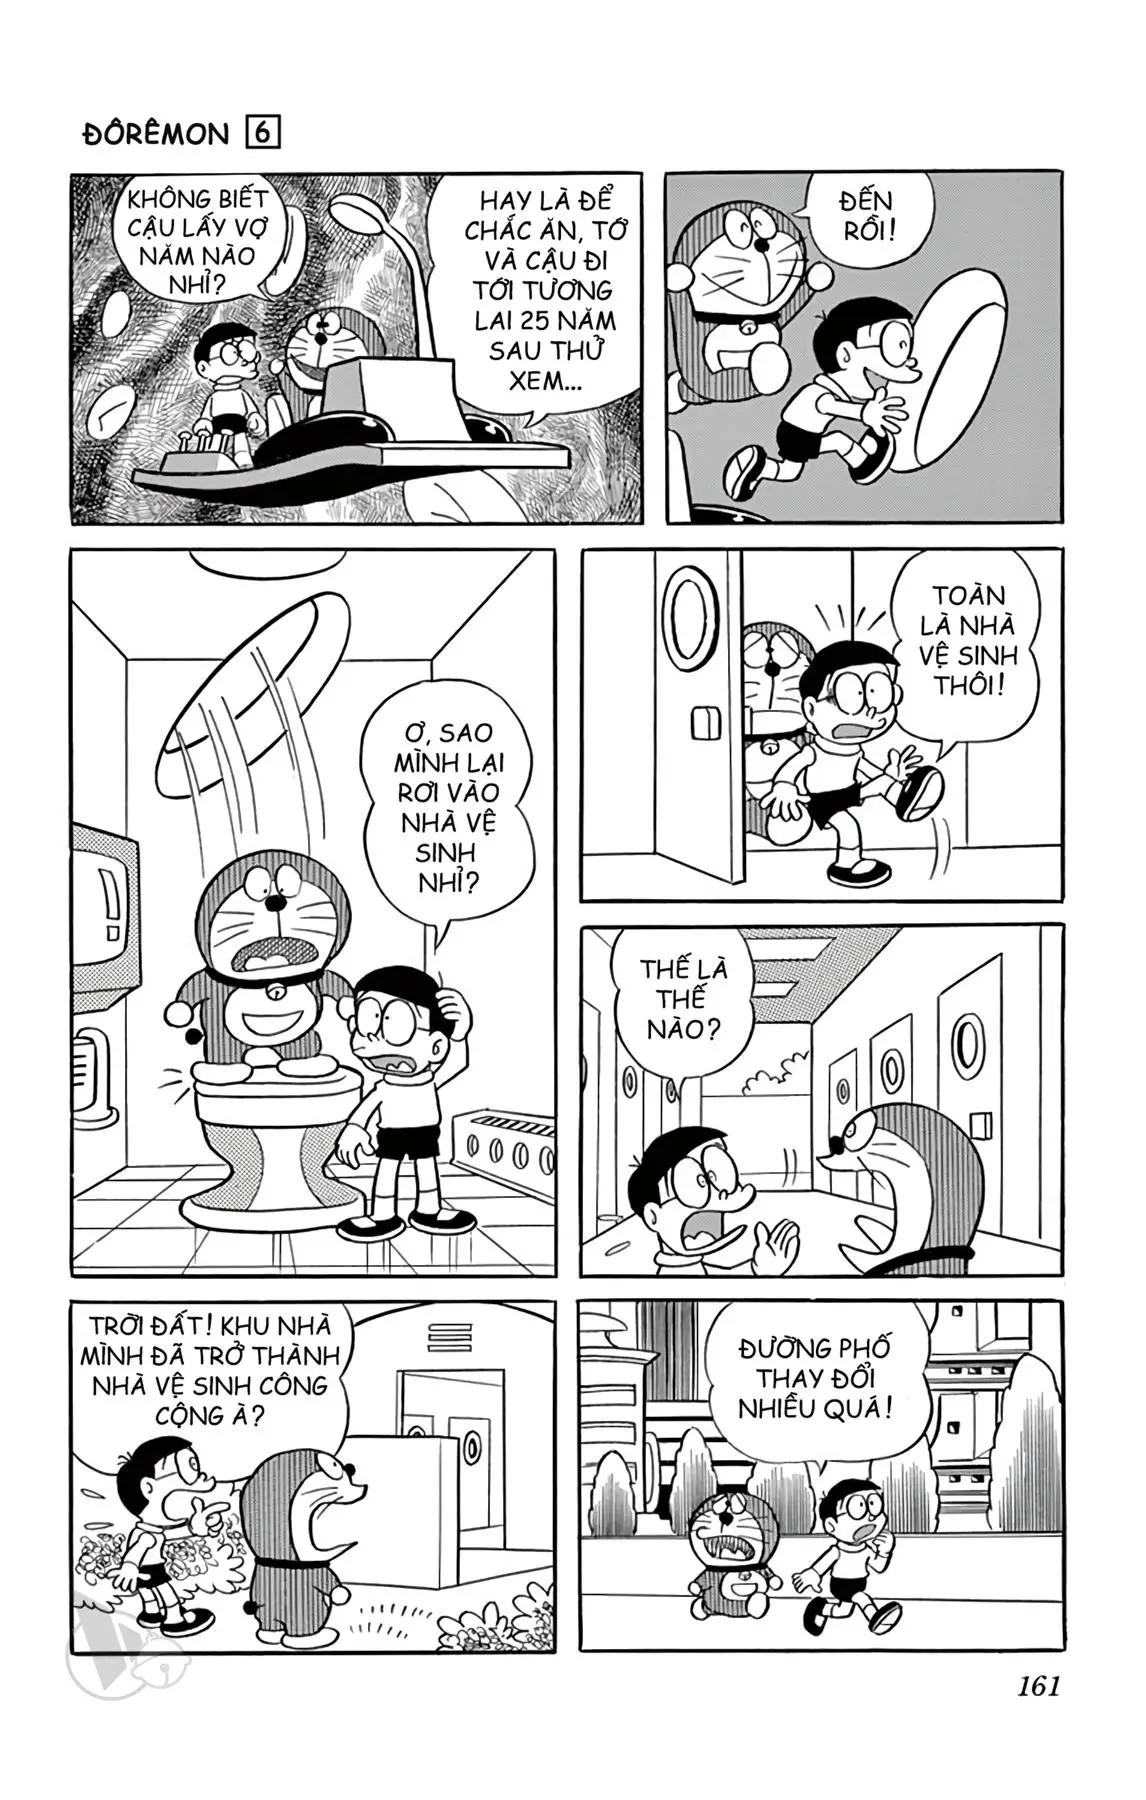 ĐÔRÊMON 6
KHÔNG BIẾT
CẬU LẤY VỢ
NĂM NÀO
NHỈ?
HAY LÀ ĐỂ
CHẮC ĂN, TỚ
VÀ CẬU ĐI
TỚI TƯƠNG
LAI 25 NĂM
SAU THỬ
XEM...
ĐẾN
RỒI!
Ơ, SAO
MÌNH LẠI
RƠI VÀO
NHÀ VỆ
SINH
NHỈ?
TOÀN
LÀ NHÀ
VỆ SINH
THÔI!
THẾ LÀ
THẾ
NÀO?
TRỜI ĐẤT! KHU NHÀ
MÌNH ĐÃ TRỞ THÀNH
NHÀ VỆ SINH CÔNG
CỘNG À?
ĐƯỜNG PHỐ
THAY ĐỔI
NHIỀU QUÁ!
161